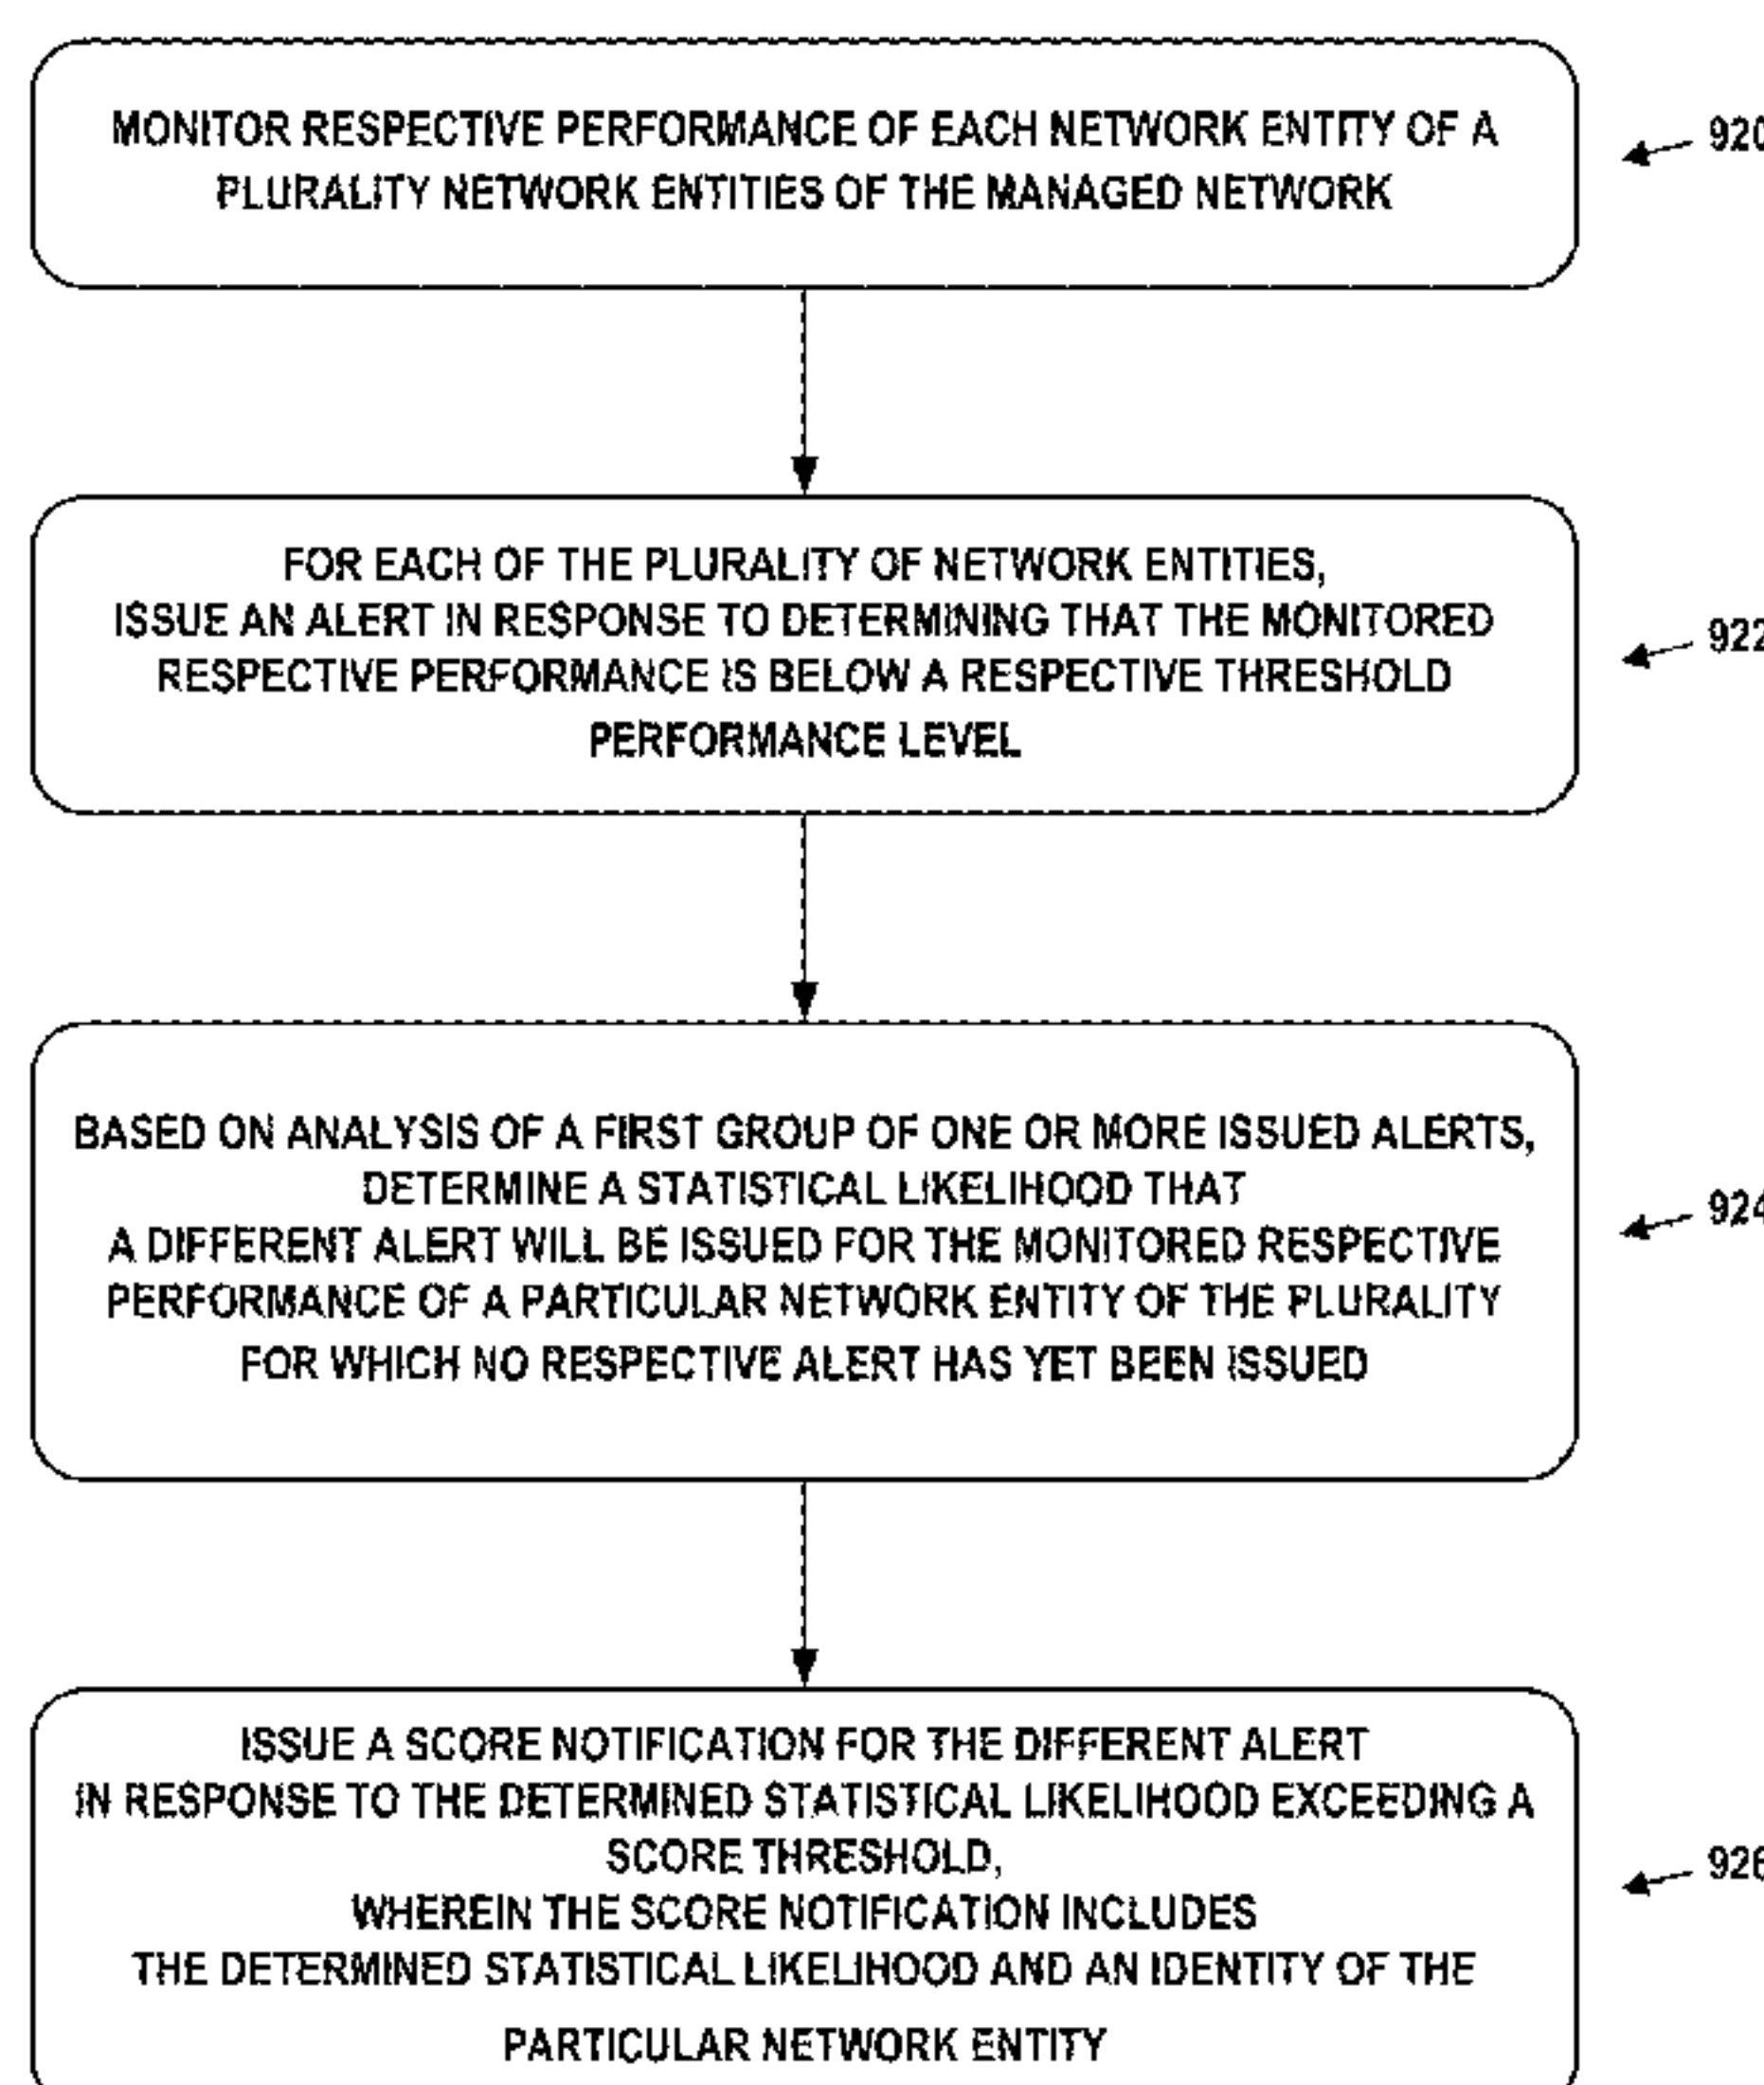 MONITOR RESPECTIVE PERFORMANCE OF EACH NETWORK ENTITY OF A
PLURALITY NETWORK ENTITIES OF THE MANAGED NETWORK
920
FOR EACH OF THE PLURALITY OF NETWORK ENTITIES,
ISSUE AN ALERT IN RESPONSE TO DETERMINING THAT THE MONITORED
RESPECTIVE PERFORMANCE IS BELOW A RESPECTIVE THRESHOLD
PERFORMANCE LEVEL
922
BASED ON ANALYSIS OF A FIRST GROUP OF ONE OR MORE ISSUED ALERTS,
DETERMINE A STATISTICAL LIKELIHOOD THAT
A DIFFERENT ALERT WILL BE ISSUED FOR THE MONITORED RESPECTIVE
PERFORMANCE OF A PARTICULAR NETWORK ENTITY OF THE PLURALITY
FOR WHICH NO RESPECTIVE ALERT HAS YET BEEN ISSUED
924
ISSUE A SCORE NOTIFICATION FOR THE DIFFERENT ALERT
IN RESPONSE TO THE DETERMINED STATISTICAL LIKELIHOOD EXCEEDING A
SCORE THRESHOLD,
WHEREIN THE SCORE NOTIFICATION INCLUDES
THE DETERMINED STATISTICAL LIKELIHOOD AND AN IDENTITY OF THE
PARTICULAR NETWORK ENTITY
926